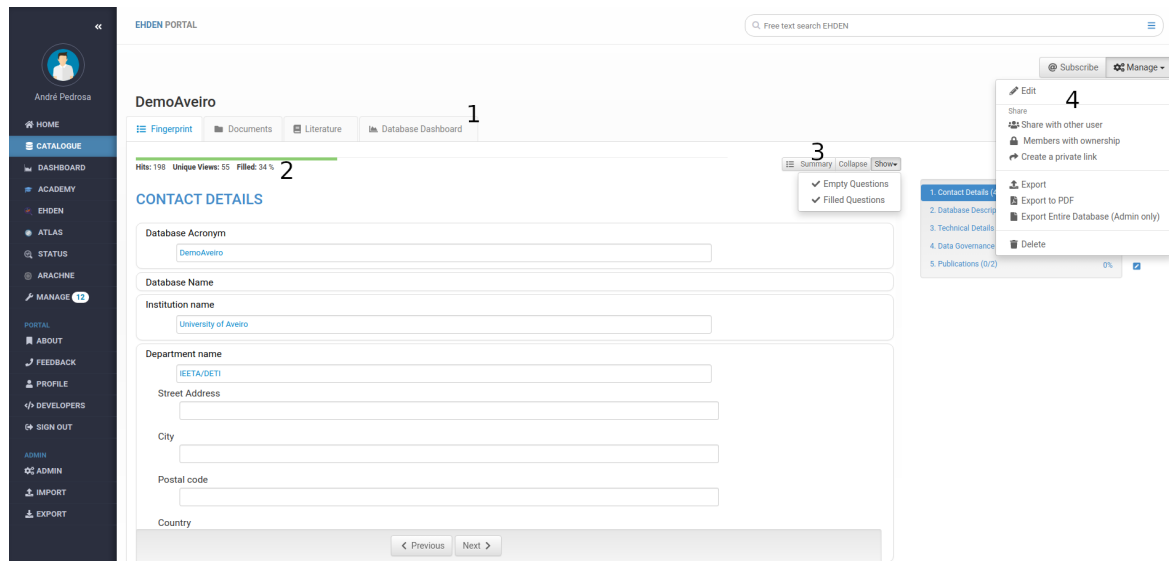 «
EHDEN PORTAL
Free text search EHDEN
@ Subscribe
Manage
André Pedrosa
HOME
CATALOGUE
DASHBOARD
ACADEMY
EHDEN
ATLAS
STATUS
ARACHNE
MANAGE 12
PORTAL
ABOUT
FEEDBACK
PROFILE
</> DEVELOPERS
SIGN OUT
ADMIN
ADMIN
IMPORT
EXPORT
DemoAveiro
1
Fingerprint
Documents
Literature
Database Dashboard
Hits: 198 Unique Views: 55 Filled: 34 %
2
3
Summary
Collapse
Show
Empty Questions
Filled Questions
CONTACT DETAILS
Database Acronym
DemoAveiro
Database Name
Institution name
University of Aveiro
Department name
IEETA/DETI
Street Address
City
Postal code
Country
Previous
Next
1. Contact Details (4
2. Database Descrip
3. Technical Details
4. Data Governance
5. Publications (0/2) 0%
Edit
4
Share
Share with other user
Members with ownership
Create a private link
Export
Export to PDF
Export Entire Database (Admin only)
Delete